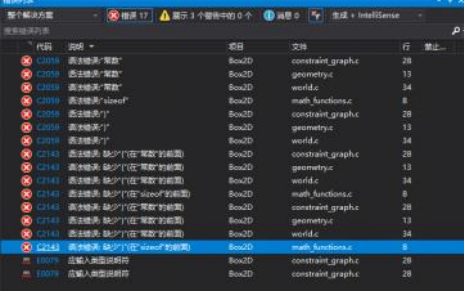 错误列表
整个解决方案 错误 17 展示 3 个警告中的 0 个 消息 0 生成 + IntelliSense
搜索错误列表
代码 说明 项目 文件 行 禁止...
C2059 语法错误:"常数" Box2D constraint_graph.c 28
C2059 语法错误:"常数" Box2D geometry.c 13
C2059 语法错误:"常数" Box2D world.c 34
C2059 语法错误:"sizeof" Box2D math_functions.c 8
C2059 语法错误:")" Box2D constraint_graph.c 28
C2059 语法错误:")" Box2D geometry.c 13
C2059 语法错误:")" Box2D world.c 34
C2143 语法错误: 缺少")"(在"常数"的前面) Box2D constraint_graph.c 28
C2143 语法错误: 缺少")"(在"常数"的前面) Box2D geometry.c 13
C2143 语法错误: 缺少")"(在"常数"的前面) Box2D world.c 34
C2143 语法错误: 缺少")"(在"sizeof"的前面) Box2D math_functions.c 8
C2143 语法错误: 缺少"{"(在"常数"的前面) Box2D constraint_graph.c 28
C2143 语法错误: 缺少"{"(在"常数"的前面) Box2D geometry.c 13
C2143 语法错误: 缺少"{"(在"常数"的前面) Box2D world.c 34
C2143 语法错误: 缺少"{"(在"sizeof"的前面) Box2D math_functions.c 8
E0079 应输入类型说明符 Box2D constraint_graph.c 28
E0079 应输入类型说明符 Box2D constraint_graph.c 28